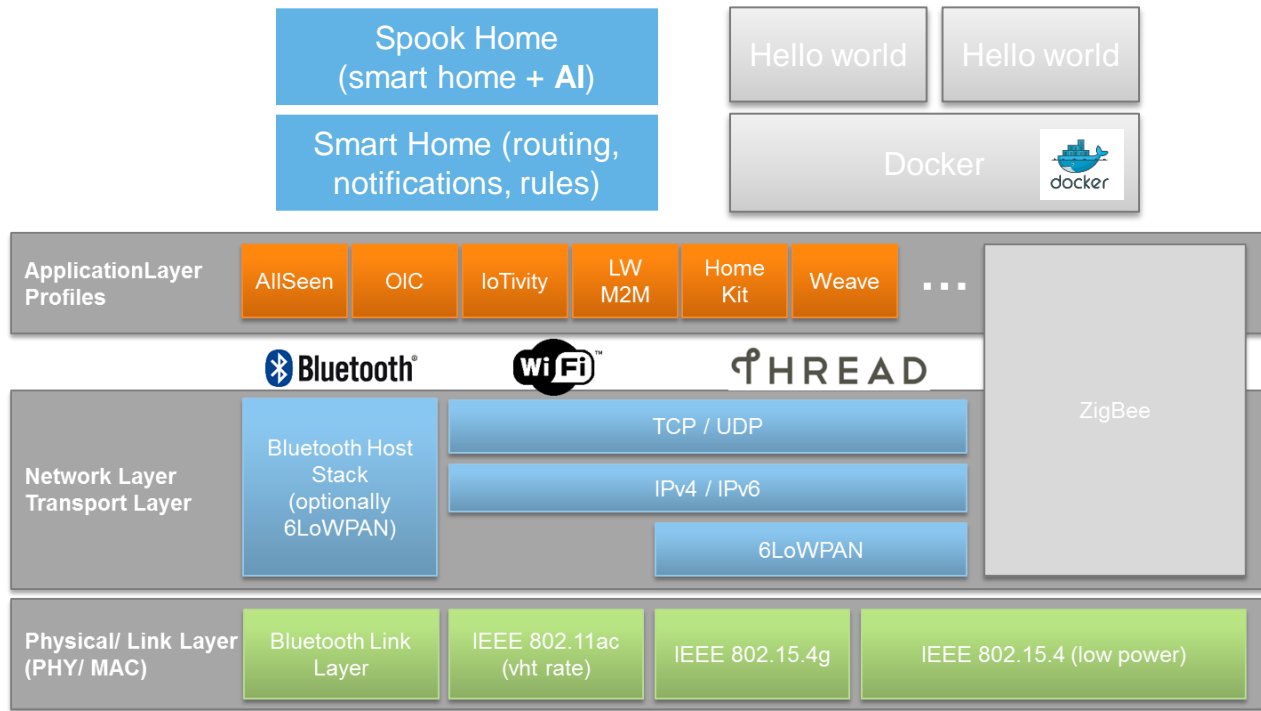 Spook Home
(smart home + AI)
Hello world
Hello world
Smart Home (routing,
notifications, rules)
Docker
docker
ApplicationLayer
Profiles
AllSeen
OIC
IoTivity
LW
M2M
Home
Kit
Weave
...
Bluetooth®
WiFi™
THREAD
ZigBee
Network Layer
Transport Layer
Bluetooth Host
Stack
(optionally
6LoWPAN)
TCP / UDP
IPv4 / IPv6
6LoWPAN
Physical/ Link Layer
(PHY/ MAC)
Bluetooth Link
Layer
IEEE 802.11ac
(vht rate)
IEEE 802.15.4g
IEEE 802.15.4 (low power)